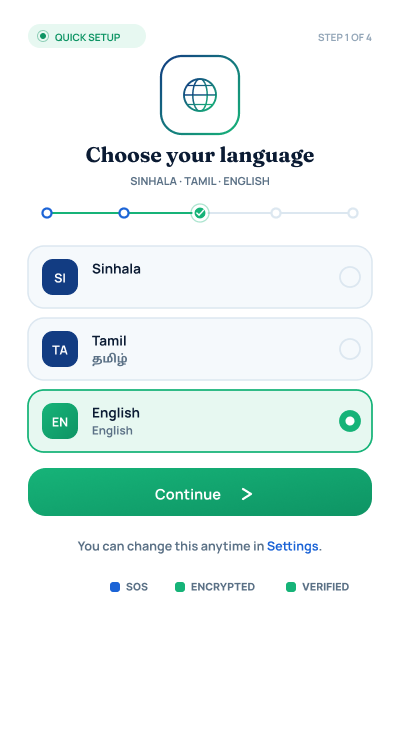 QUICK SETUP
STEP 1 OF 4
Choose your language
SINHALA · TAMIL · ENGLISH
SI
Sinhala
TA
Tamil
தமிழ்
EN
English
English
Continue
You can change this anytime in Settings.
SOS
ENCRYPTED
VERIFIED